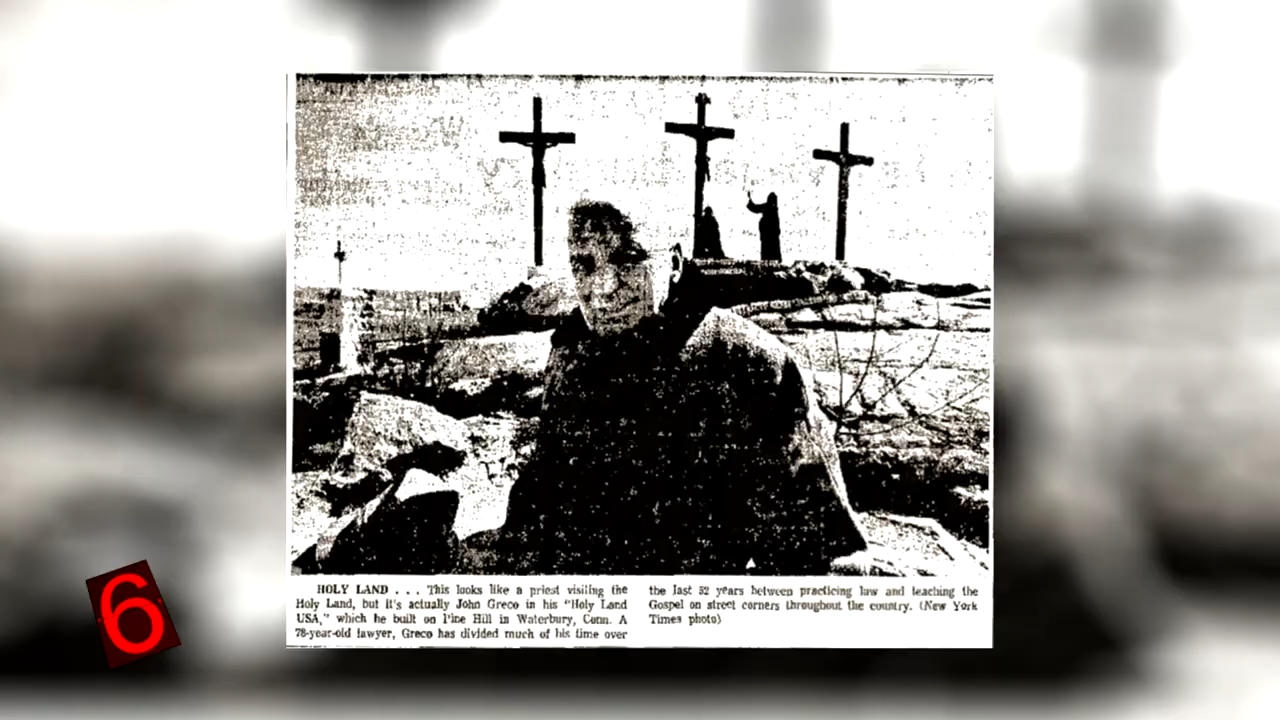 HOLY LAND . . . This looks like a priest visiting the
Holy Land, but it's actually John Greco in his "Holy Land
USA," which he built on Pine Hill in Waterbury, Conn. A
78-year-old lawyer, Greco has divided much of his time over
the last 52 years between practicing law and teaching the
Gospel on street corners throughout the country. (New York
Times photo)
6